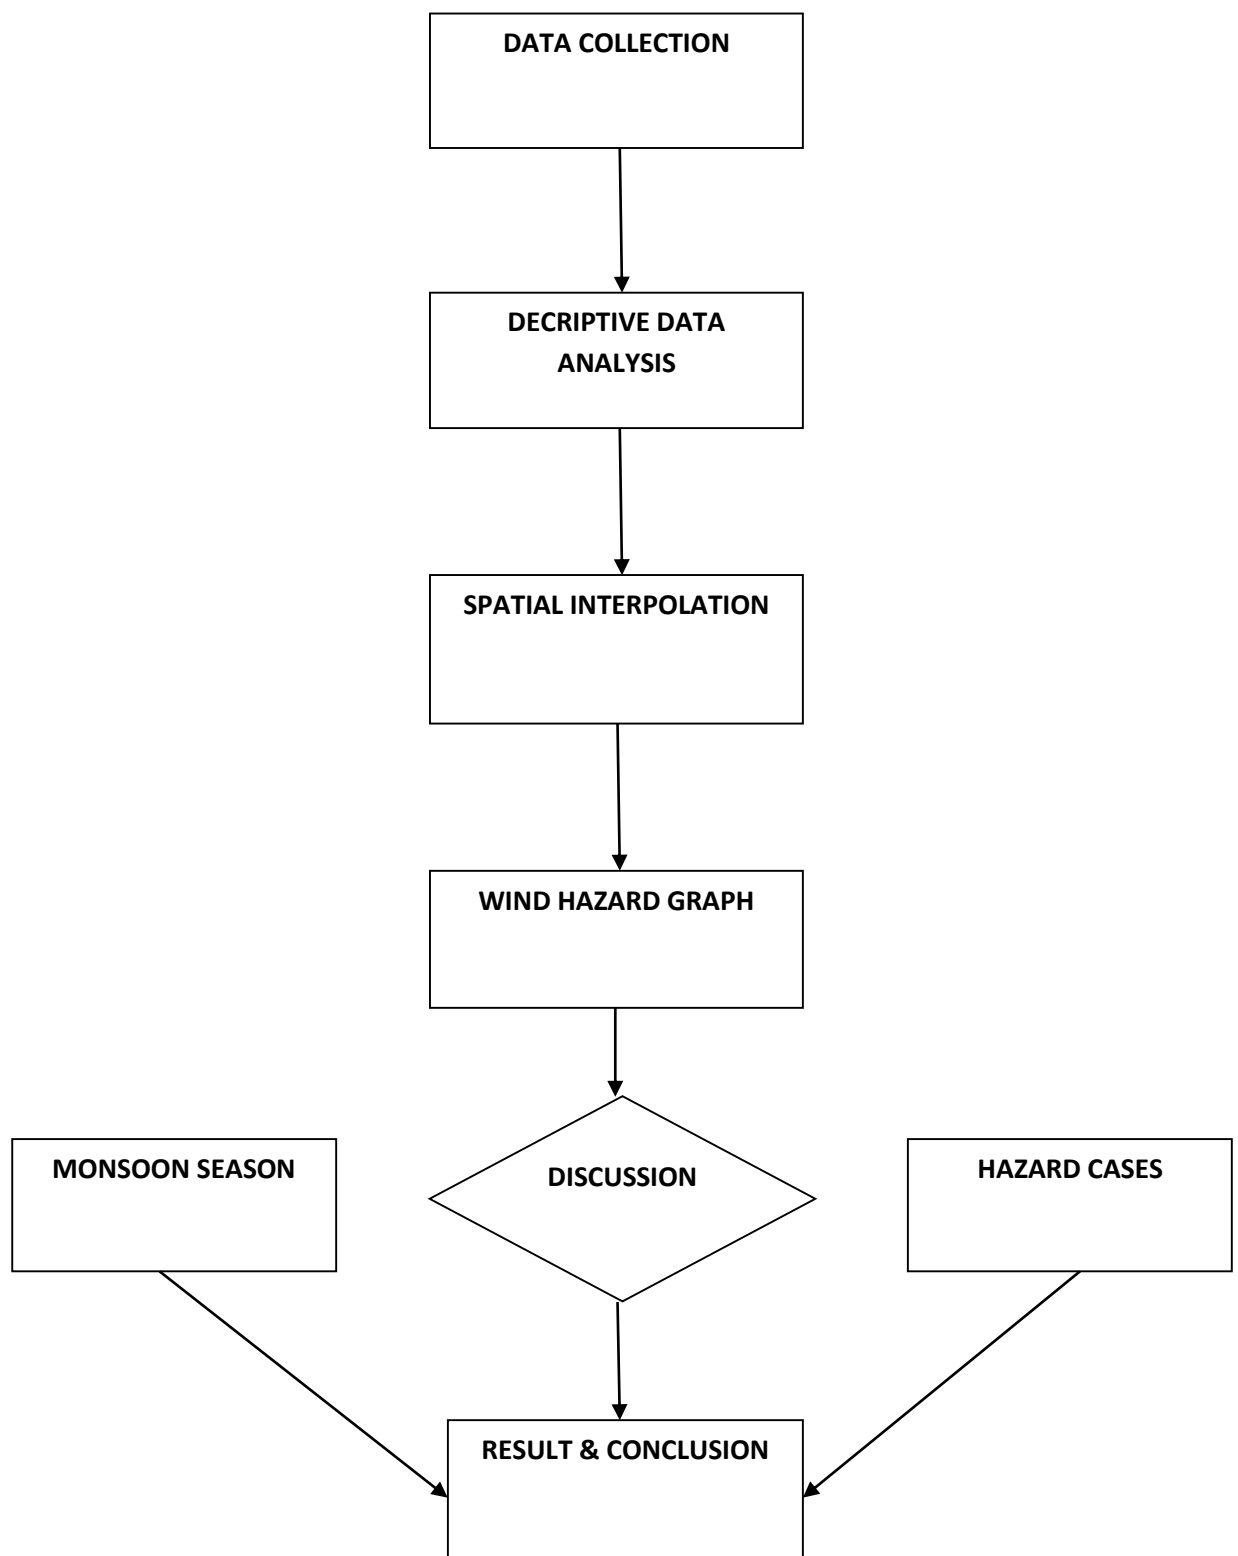 DATA COLLECTION
DECRIPTIVE DATA
ANALYSIS
SPATIAL INTERPOLATION
WIND HAZARD GRAPH
MONSOON SEASON
DISCUSSION
HAZARD CASES
RESULT & CONCLUSION